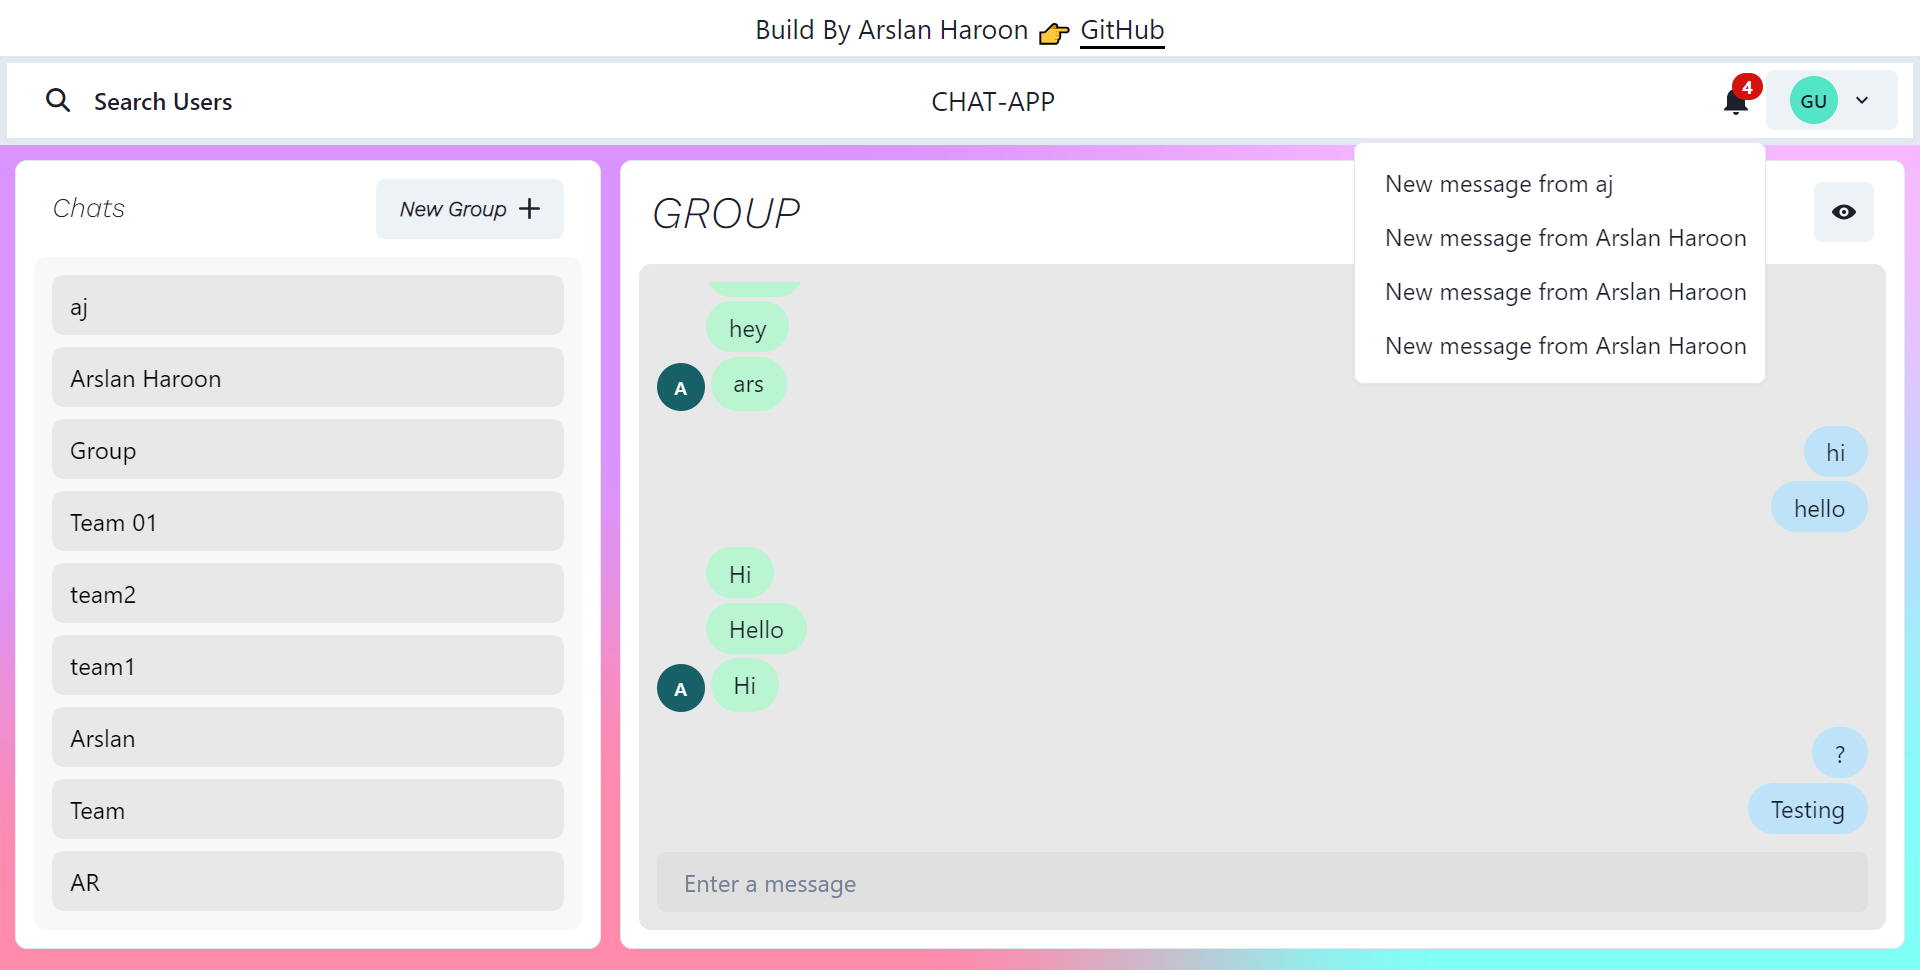 Build By Arslan Haroon 👉 GitHub
Search Users
CHAT-APP
4
GU
Chats
New Group
aj
Arslan Haroon
Group
Team 01
team2
team1
Arslan
Team
AR
GROUP
New message from aj
New message from Arslan Haroon
New message from Arslan Haroon
New message from Arslan Haroon
hey
A
ars
hi
hello
Hi
Hello
A
Hi
?
Testing
Enter a message